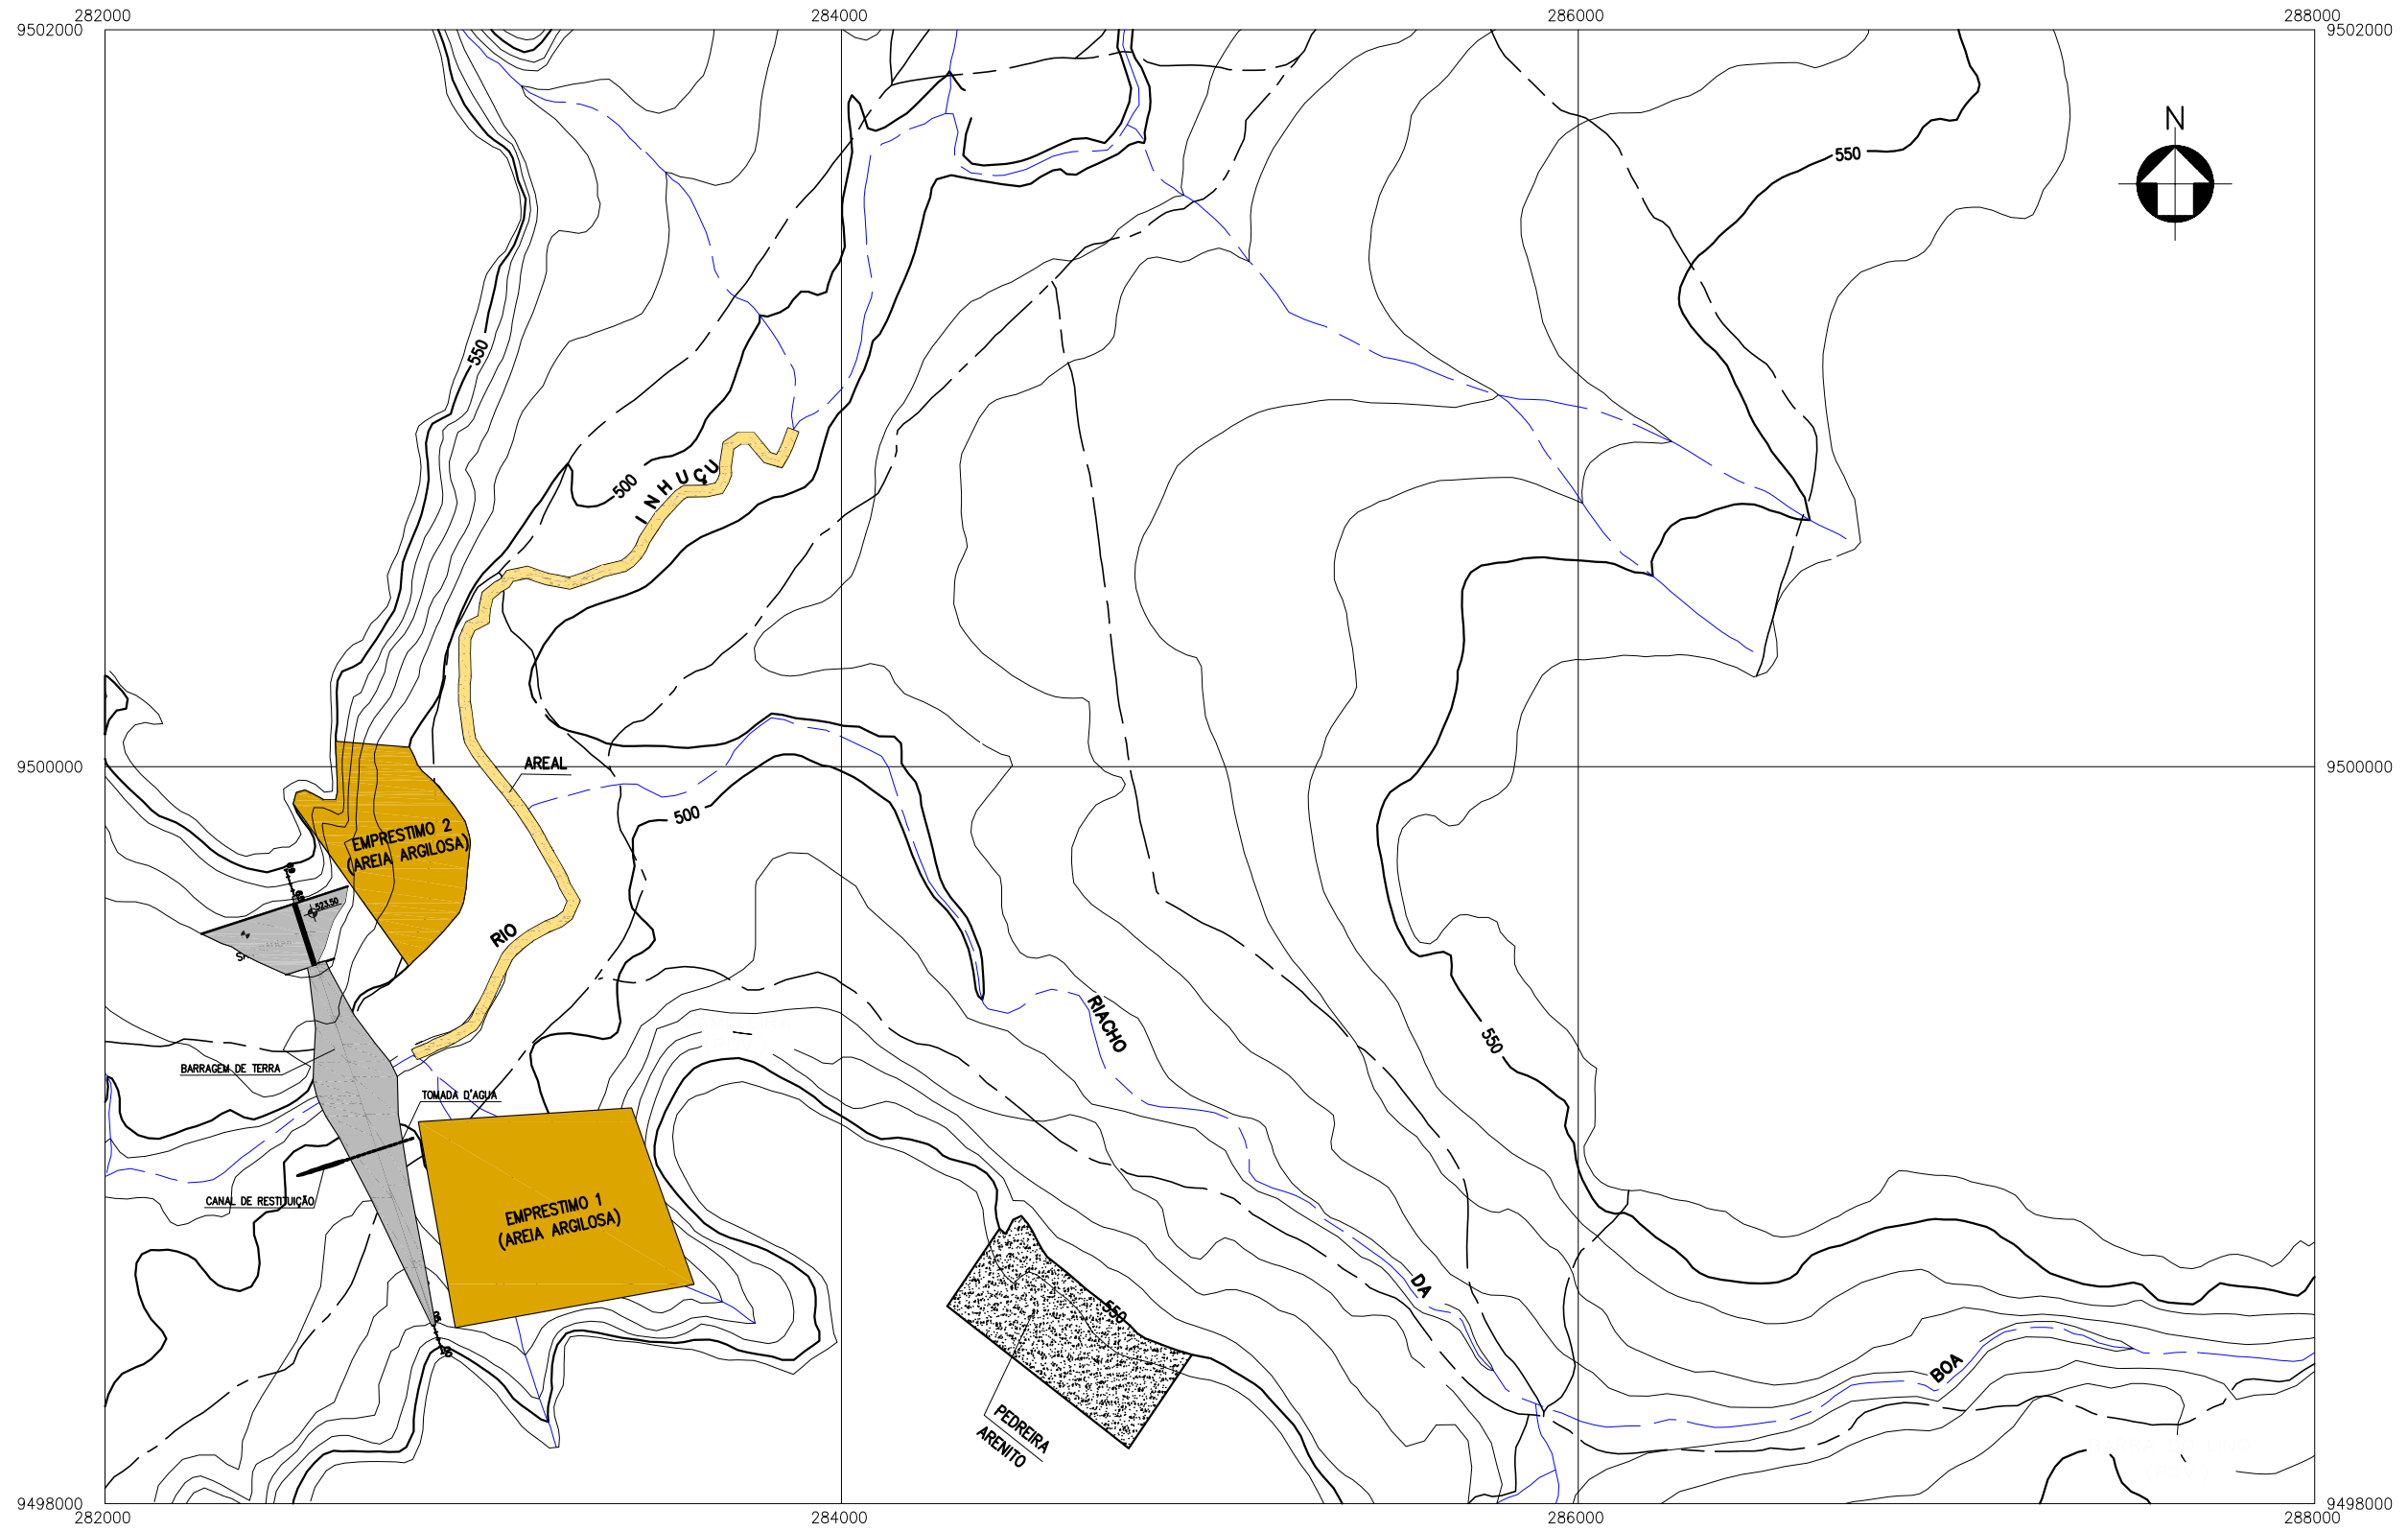 282000
284000
286000
288000
9502000
9502000
N
550
550
500
INHUÇU
9500000
9500000
AREAL
500
EMPRESTIMO 2
(AREIA ARGILOSA)
523.50
RIO
RIACHO
550
BARRAGEM DE TERRA
TOMADA D'AGUA
CANAL DE RESTITUIÇÃO
EMPRESTIMO 1
(AREIA ARGILOSA)
DA
550
BOA
PEDREIRA
ARENITO
9498000
9498000
282000
284000
286000
288000